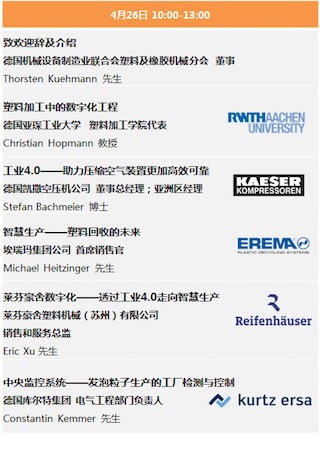 4月26日 10:00-13:00
致欢迎辞及介绍
德国机械设备制造业联合会塑料及橡胶机械分会 董事
Thorsten Kuehmann 先生
塑料加工中的数字化工程
德国亚琛工业大学 塑料加工学院代表
Christian Hopmann 教授
RWTHAACHEN
UNIVERSITY
工业4.0——助力压缩空气装置更加高效可靠
德国凯撒空压机公司 董事总经理；亚洲区经理
Stefan Bachmeier 博士
KAESER
KOMPRESSOREN
智慧生产——塑料回收的未来
埃瑞玛集团公司 首席销售官
Michael Heitzinger 先生
EREMA
PLASTIC RECYCLING SYSTEMS
莱芬豪舍数字化——透过工业4.0走向智慧生产
莱芬豪舍塑料机械（苏州）有限公司
销售和服务总监
Eric Xu 先生
Reifenhäuser
中央监控系统——发泡粒子生产的工厂检测与控制
德国库尔特集团 电气工程部门负责人
Constantin Kemmer 先生
kurtz ersa